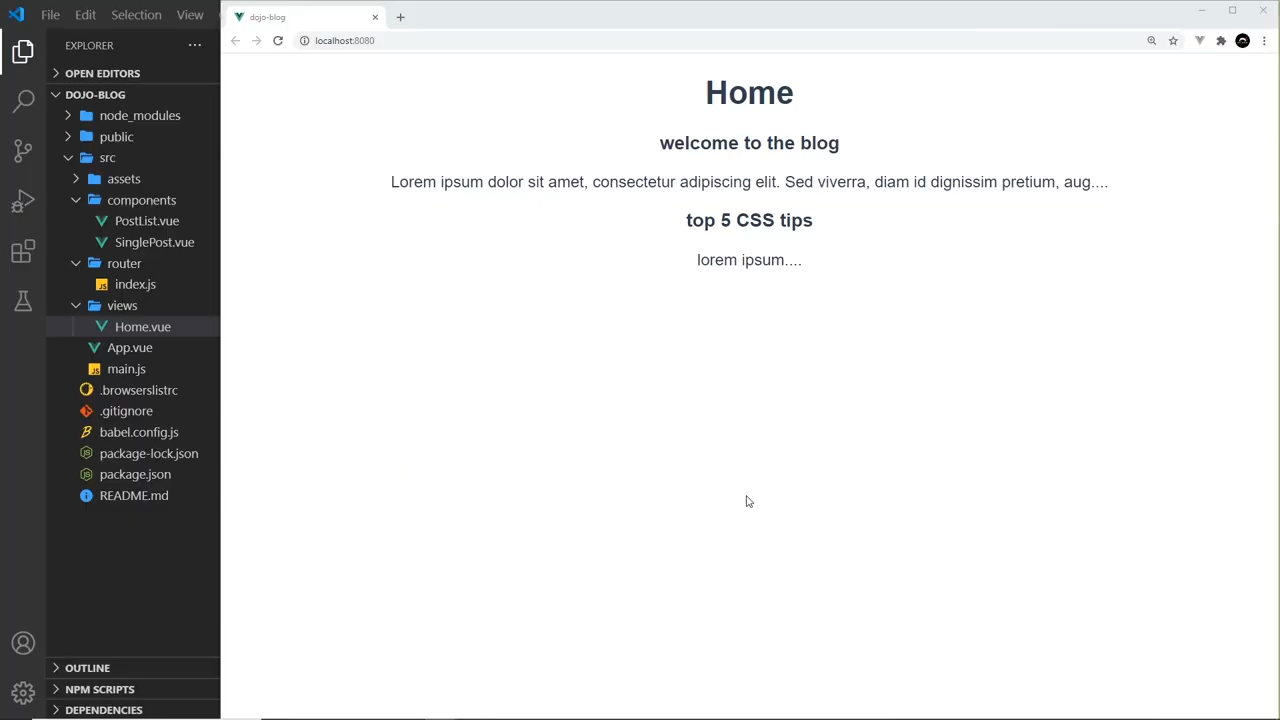 File Edit Selection View
EXPLORER
OPEN EDITORS
DOJO-BLOG
node_modules
public
src
assets
components
PostList.vue
SinglePost.vue
router
JS index.js
views
Home.vue
App.vue
JS main.js
.browserslistrc
.gitignore
babel.config.js
package-lock.json
package.json
README.md
OUTLINE
NPM SCRIPTS
DEPENDENCIES
dojo-blog
localhost:8080
Home
welcome to the blog
Lorem ipsum dolor sit amet, consectetur adipiscing elit. Sed viverra, diam id dignissim pretium, aug....
top 5 CSS tips
lorem ipsum....